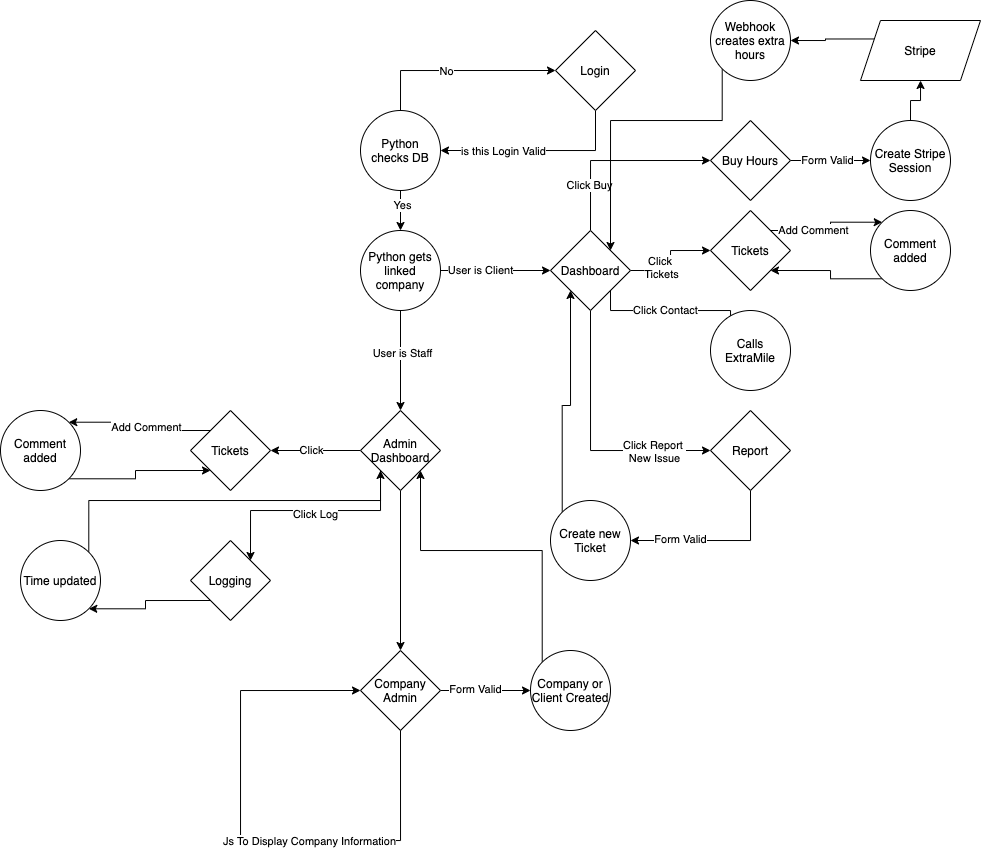 Webhook
creates extra
hours
Stripe
No
Login
Python
checks DB
is this Login Valid
Buy Hours
Form Valid
Create Stripe
Session
Click Buy
Yes
Python gets
linked
company
User is Client
Dashboard
Click
Tickets
Tickets
Add Comment
Comment
added
Click Contact
Calls
ExtraMile
User is Staff
Comment
added
Add Comment
Tickets
Click
Admin
Dashboard
Click Report
New Issue
Report
Click Log
Create new
Ticket
Form Valid
Time updated
Logging
Company
Admin
Form Valid
Company or
Client Created
Js To Display Company Information